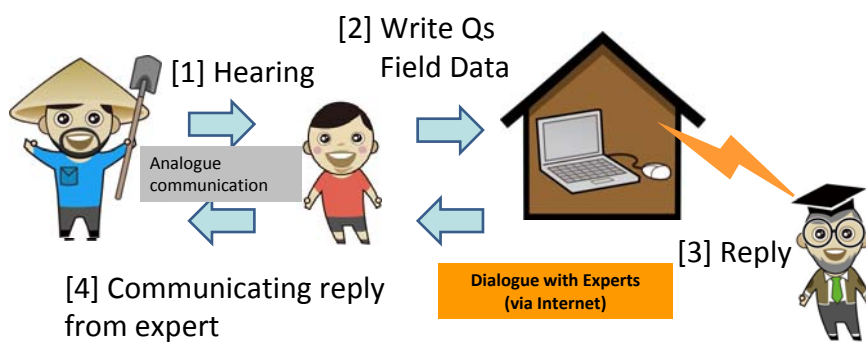 [1] Hearing
[2] Write Qs
Field Data
Analogue
communication
[3] Reply
[4] Communicating reply
from expert
Dialogue with Experts
(via Internet)